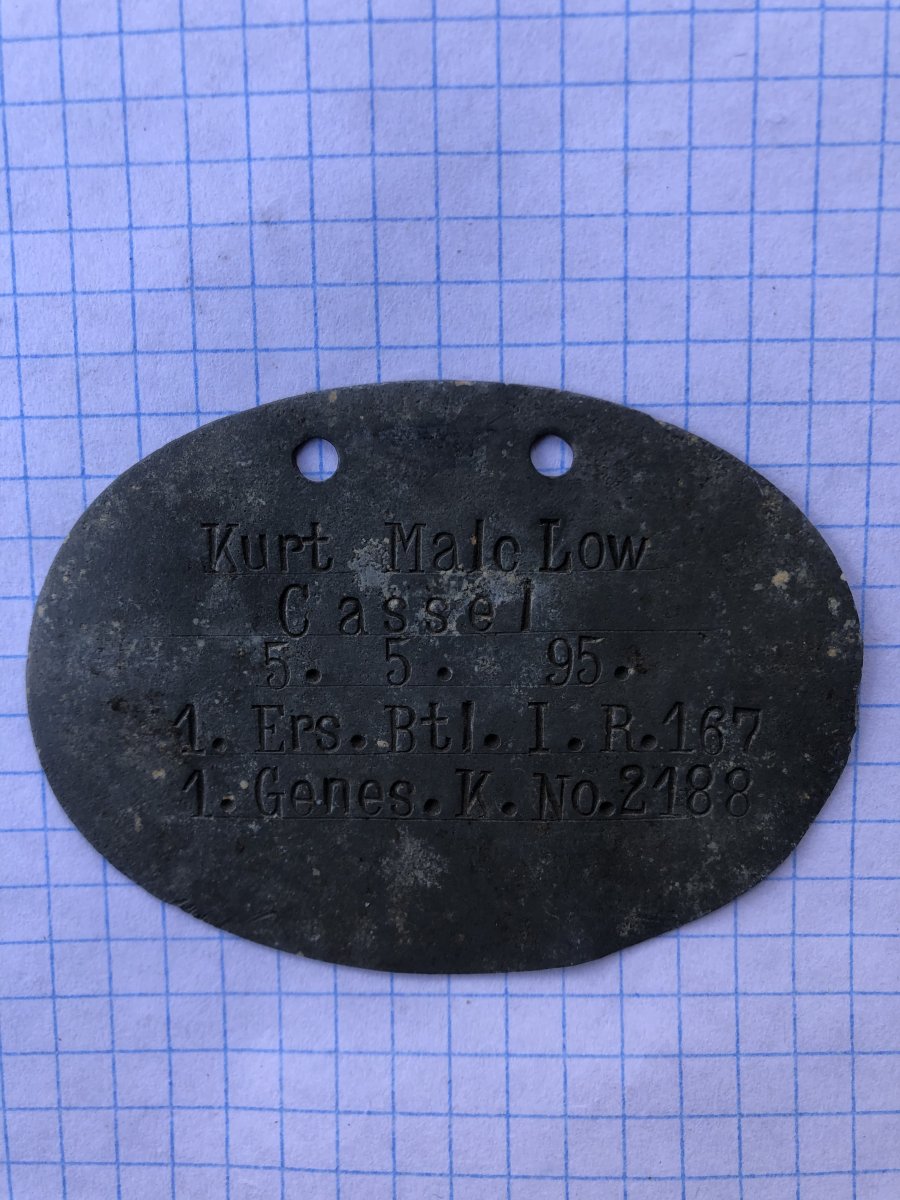 Kurt Malc Low
Cassel
5. 5. 95.
1. Ers. Btl. I. R. 167
1. Genes. K. No. 2188